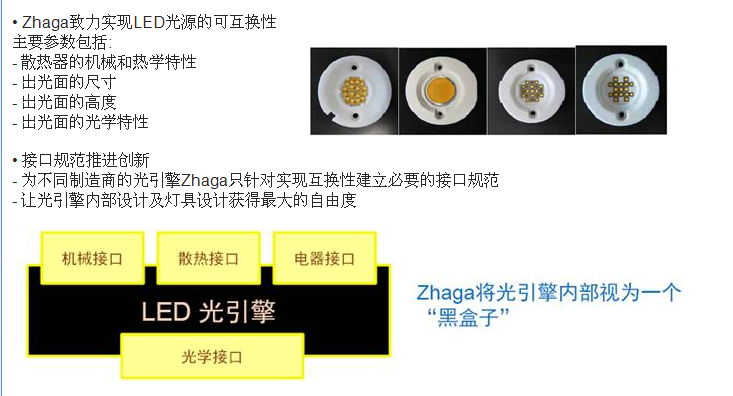 • Zhaga致力实现LED光源的可互换性
主要参数包括:
- 散热器的机械和热学特性
- 出光面的尺寸
- 出光面的高度
- 出光面的光学特性
• 接口规范推进创新
- 为不同制造商的光引擎Zhaga只针对实现互换性建立必要的接口规范
- 让光引擎内部设计及灯具设计获得最大的自由度
机械接口
散热接口
电器接口
LED 光引擎
光学接口
Zhaga将光引擎内部视为一个
“黑盒子”